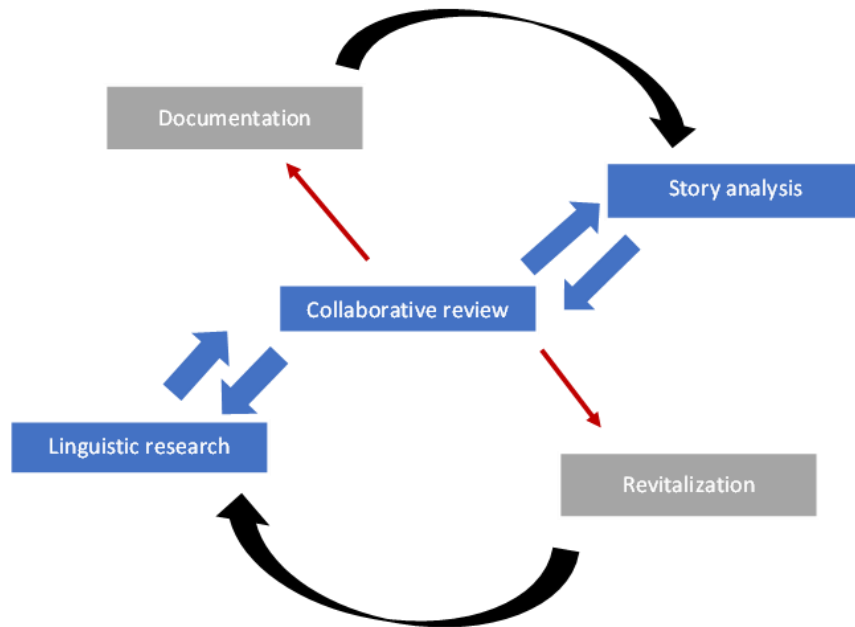 Documentation
Story analysis
Collaborative review
Linguistic research
Revitalization